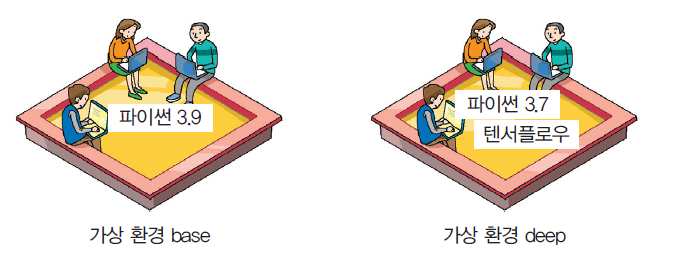 파이썬 3.9
파이썬 3.7
텐서플로우
가상 환경 base
가상 환경 deep